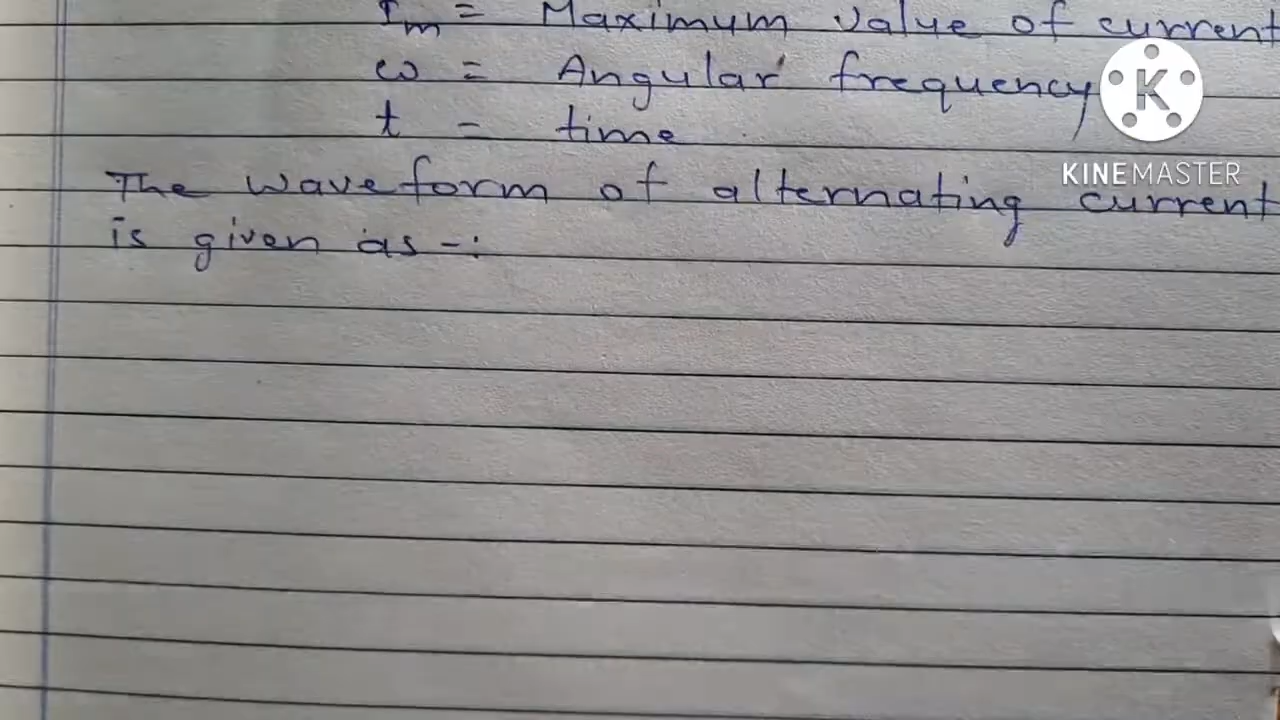 Im = Maximum value of current
ω = Angular frequency
t = time
The waveform of alternating current
is given as -:
K
KINEMASTER